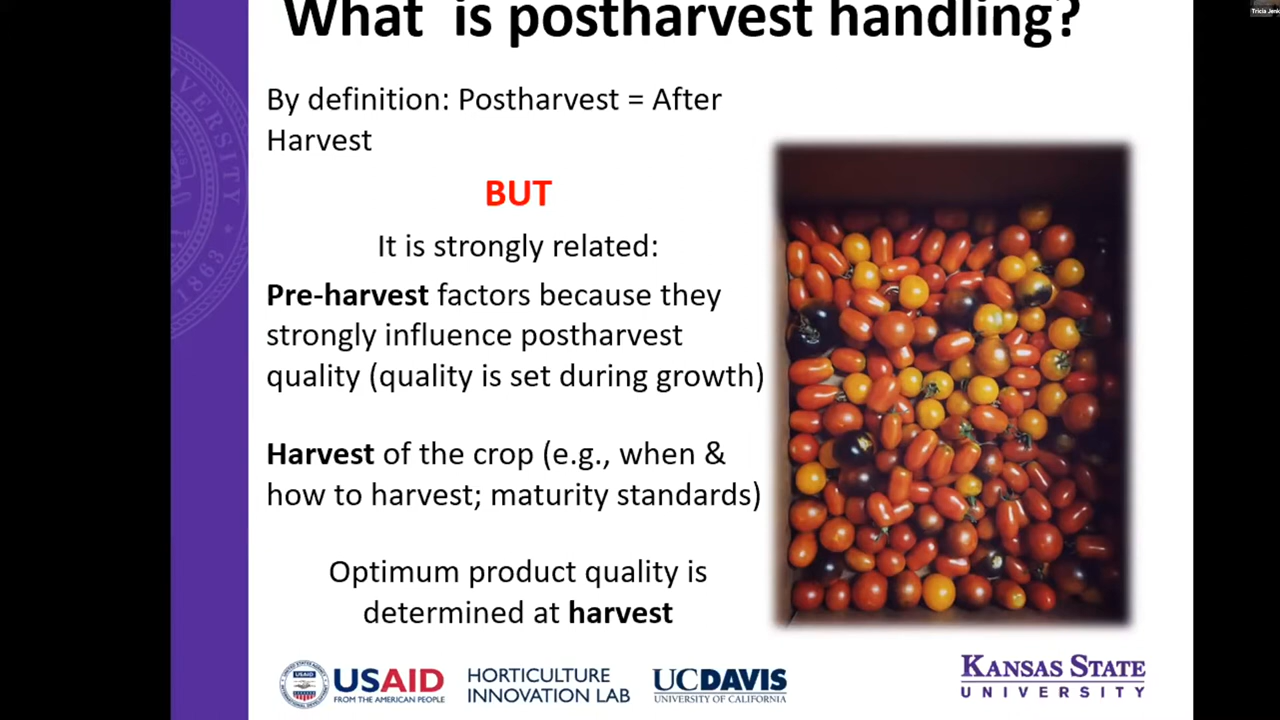 What is postharvest handling?
By definition: Postharvest = After
Harvest
BUT
It is strongly related:
Pre-harvest factors because they
strongly influence postharvest
quality (quality is set during growth)
Harvest of the crop (e.g., when &
how to harvest; maturity standards)
Optimum product quality is
determined at harvest
USAID
FROM THE AMERICAN PEOPLE
HORTICULTURE
INNOVATION LAB
UCDAVIS
UNIVERSITY OF CALIFORNIA
KANSAS STATE
UNIVERSITY
1863